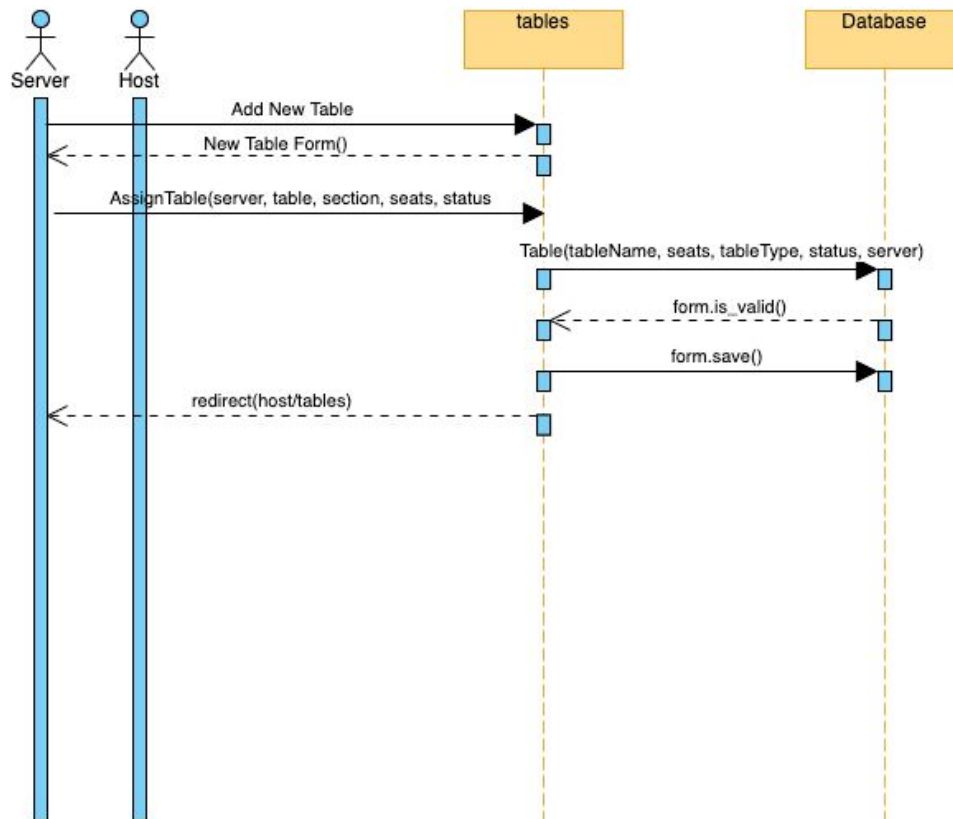 tables
Database
Server
Host
Add New Table
New Table Form()
AssignTable(server, table, section, seats, status
Table(tableName, seats, tableType, status, server)
form.is_valid()
form.save()
redirect(host/tables)